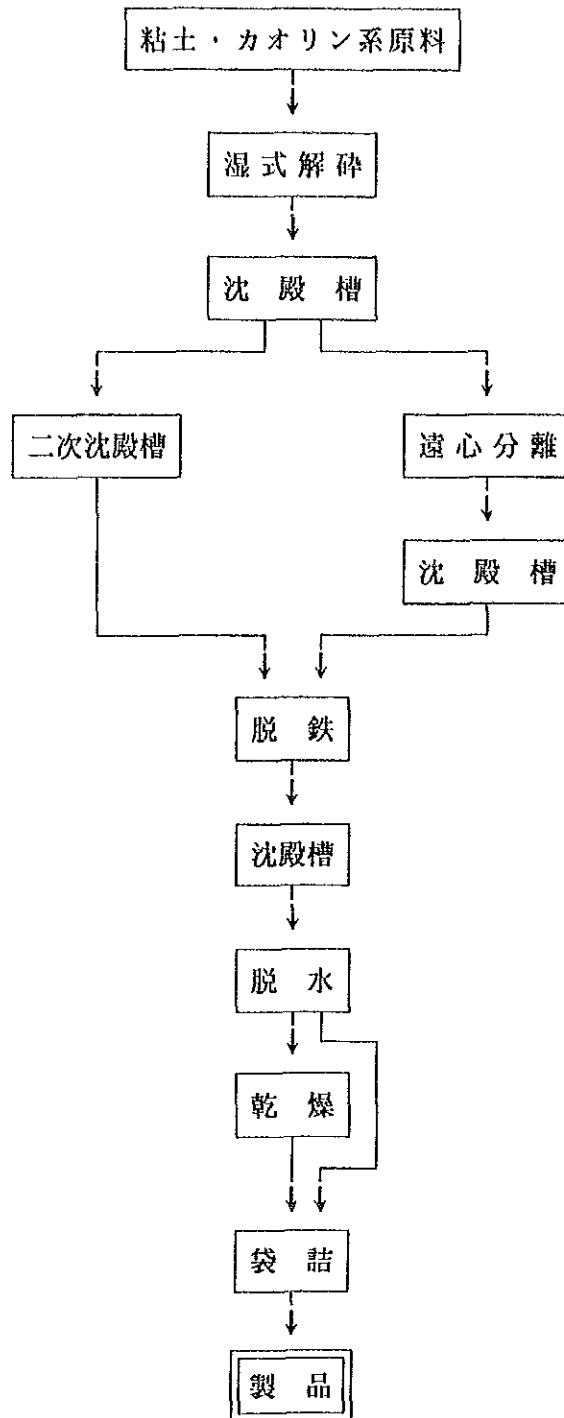 粘土・カオリン系原料
湿式解砕
沈殿槽
二次沈殿槽
遠心分離
沈殿槽
脱鉄
沈殿槽
脱水
乾燥
袋詰
製品